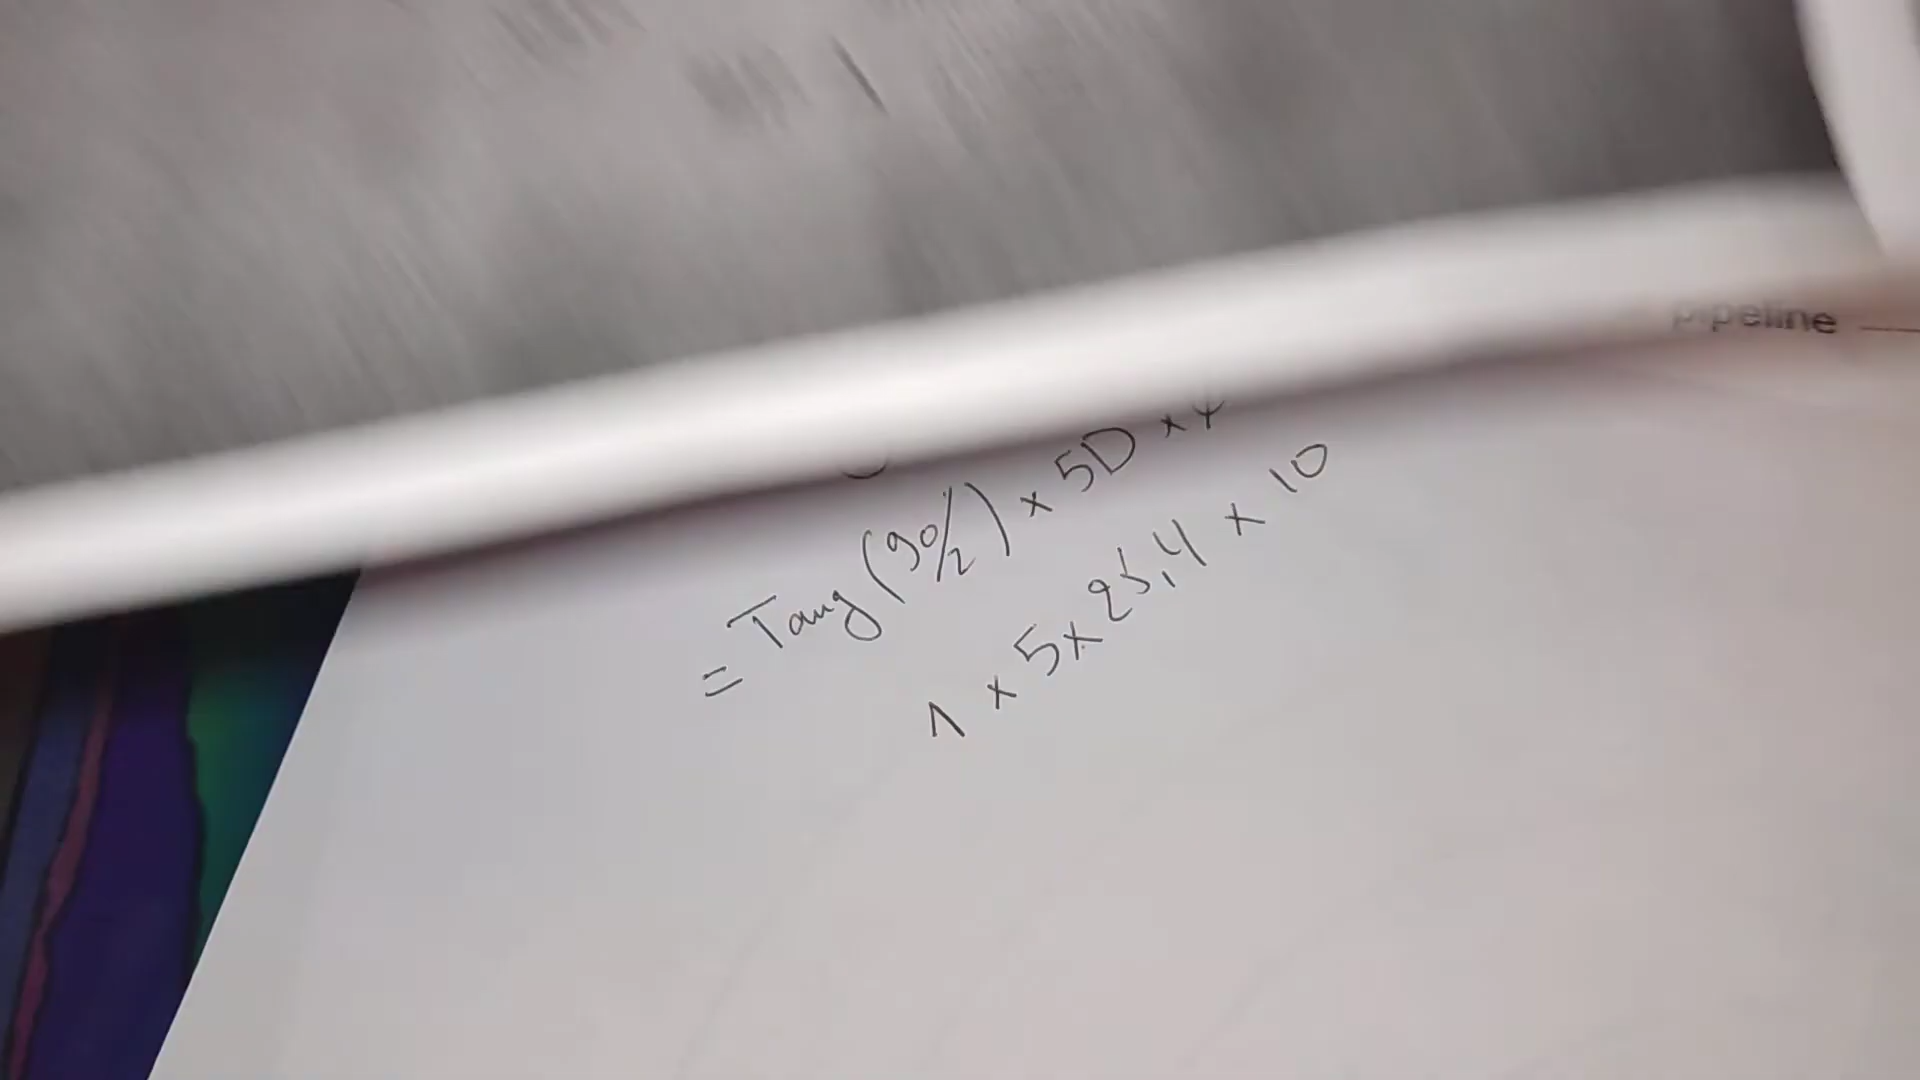 pipeline
= Tang (90/2) × 5D ×
1 × 5 × 25,4 × 10